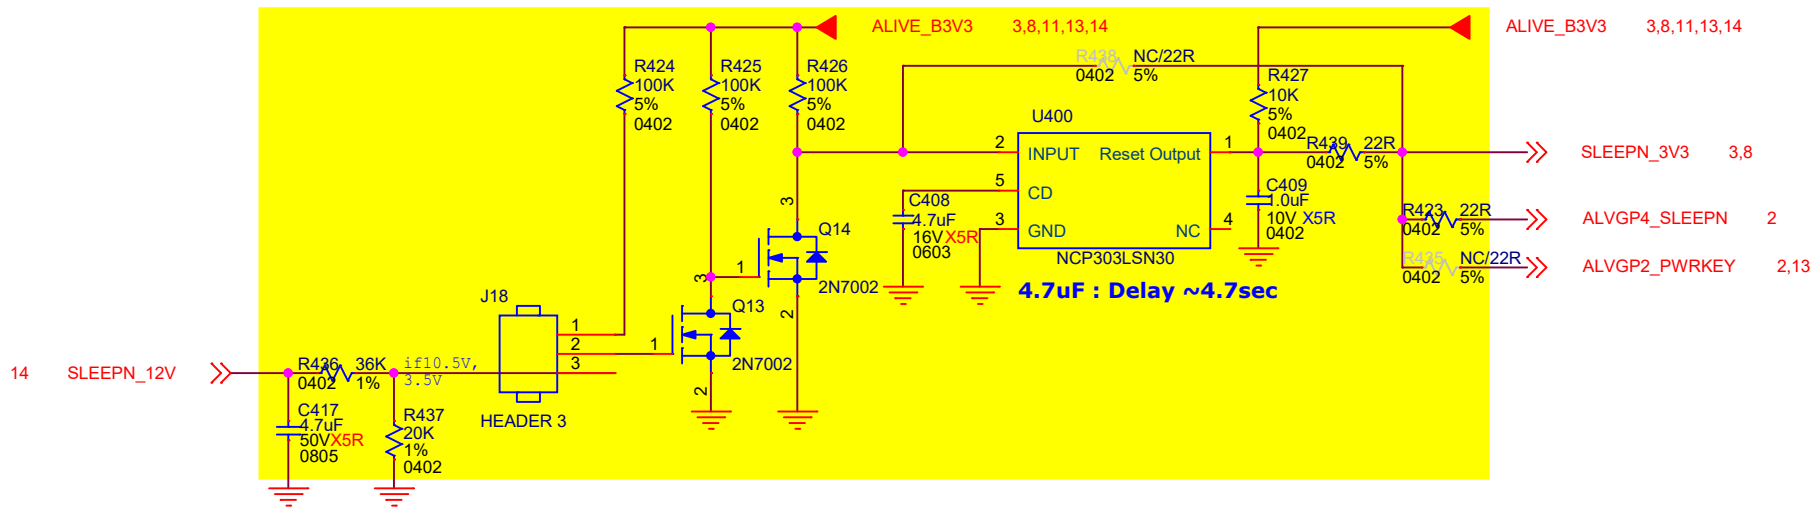 ALIVE_B3V3 3,8,11,13,14
ALIVE_B3V3 3,8,11,13,14
R424
100K
5%
0402
R425
100K
5%
0402
R426
100K
5%
0402
R438 NC/22R
0402 5%
R427
10K
5%
0402
U400
2 INPUT Reset Output 1
5 CD
3 GND NC 4
NCP303LSN30
4.7uF : Delay ~4.7sec
R439 22R
0402 5%
SLEEPN_3V3 3,8
C408
4.7uF
16VX5R
0603
C409
1.0uF
10V X5R
0402
R423 22R
0402 5%
ALVGP4_SLEEPN 2
R435 NC/22R
0402 5%
ALVGP2_PWRKEY 2,13
3
Q14
1
2N7002
2
3
Q13
1
2N7002
2
J18
1
2
3
HEADER 3
14 SLEEPN_12V
R436 36K
0402 1%
if10.5V,
3.5V
C417
4.7uF
50VX5R
0805
R437
20K
1%
0402